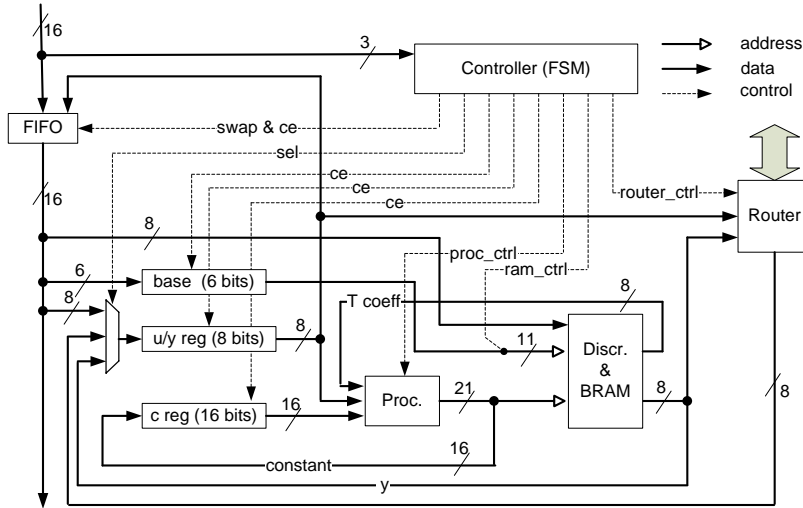 16
3
Controller (FSM)
address
data
control
FIFO
swap & ce
sel
16
ce
ce
ce
router_ctrl
Router
8
proc_ctrl
ram_ctrl
6
base (6 bits)
8
T coeff
8
u/y reg (8 bits)
8
11
Discr.
&
BRAM
c reg (16 bits)
16
Proc.
21
8
8
constant
16
y